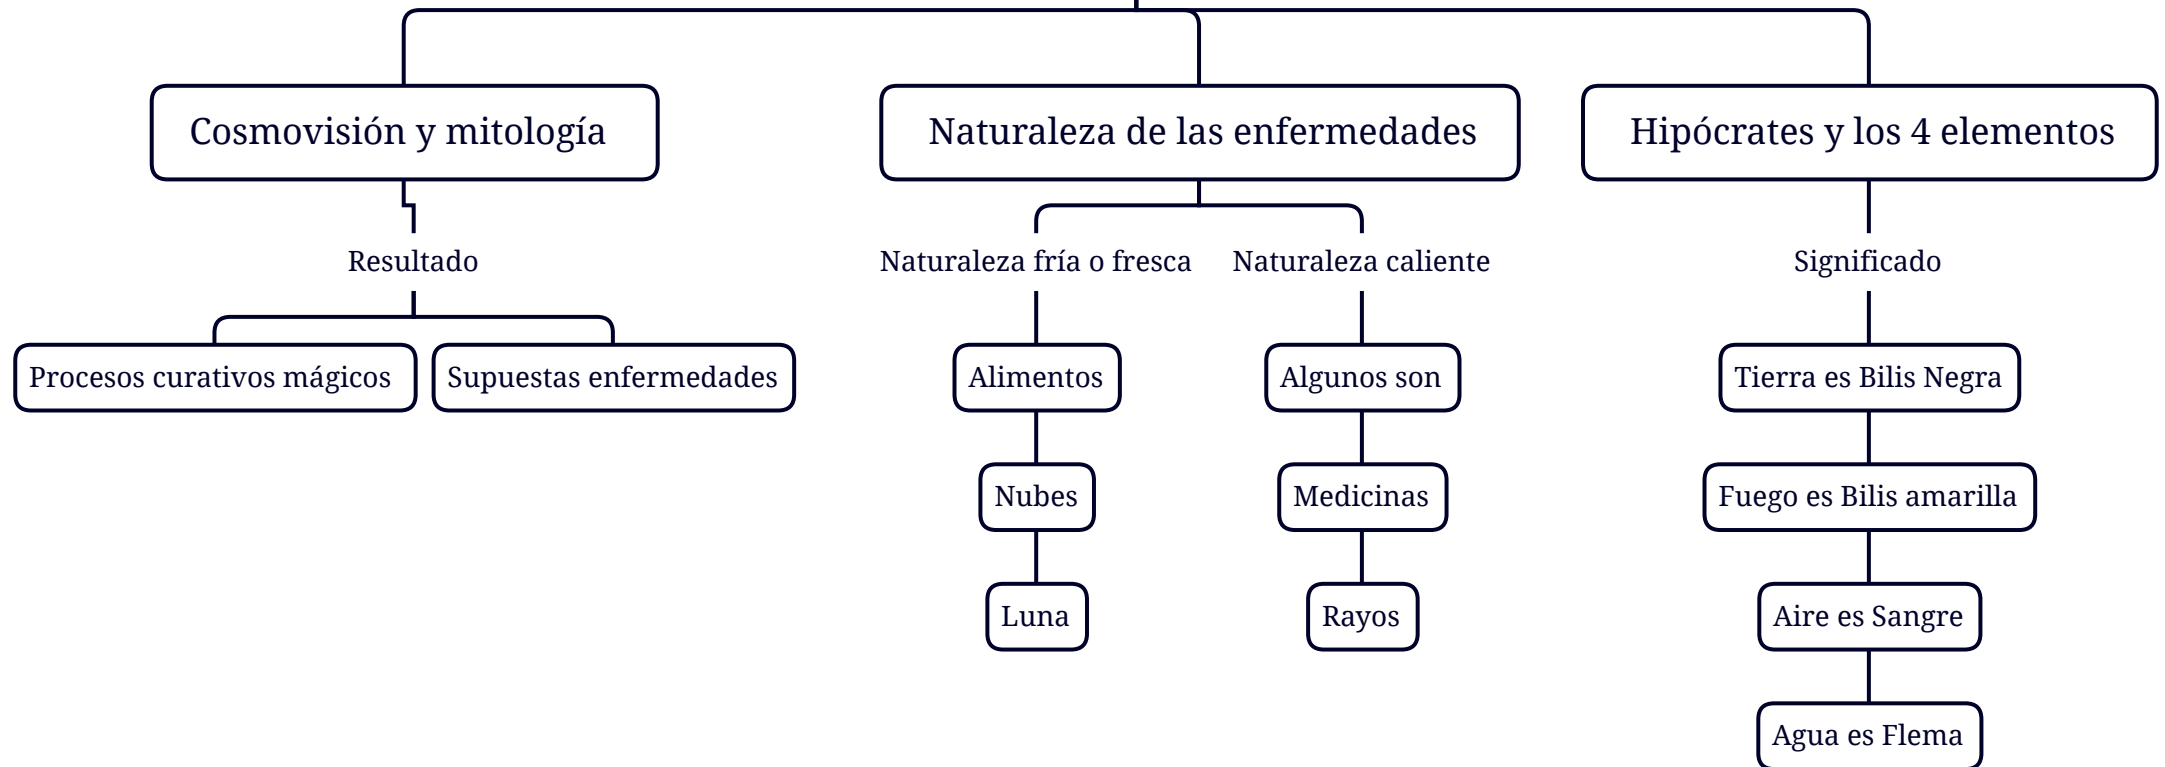 Cosmovisión y mitología
Naturaleza de las enfermedades
Hipócrates y los 4 elementos
Resultado
Naturaleza fría o fresca
Naturaleza caliente
Significado
Procesos curativos mágicos
Supuestas enfermedades
Alimentos
Algunos son
Tierra es Bilis Negra
Nubes
Medicinas
Fuego es Bilis amarilla
Luna
Rayos
Aire es Sangre
Agua es Flema